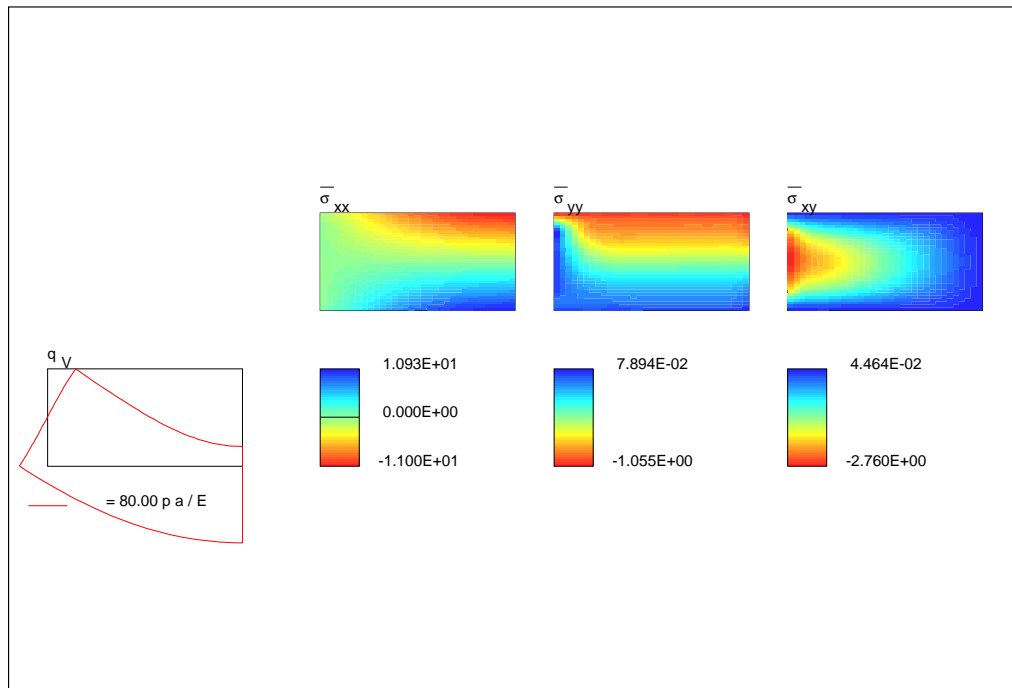 σ xx
σ yy
σ xy
q V
1.093E+01
0.000E+00
-1.100E+01
7.894E-02
-1.055E+00
4.464E-02
-2.760E+00
= 80.00 p a / E